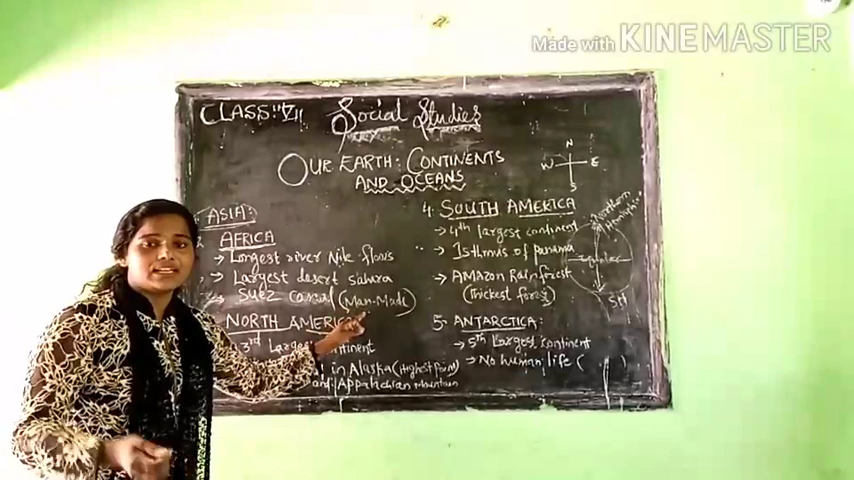 Made with KINEMASTER
CLASS: VII
Social Studies
OUR EARTH: CONTINENTS
AND OCEANS
N
W E
S
ASIA:
AFRICA
→ Longest river Nile flows
→ Largest desert Sahara
→ Suez canal (Man-Made)
NORTH AMERICA
3rd Largest continent
in Alaska (Highest point)
Appalachian mountain
4. SOUTH AMERICA
→ 4th largest continent
→ Isthmus of panama
→ AMAZON RainForest
(Thickest forest)
5. ANTARCTICA:
→ 5th Largest continent
→ No human life (
Northern
Hemisphere
SH